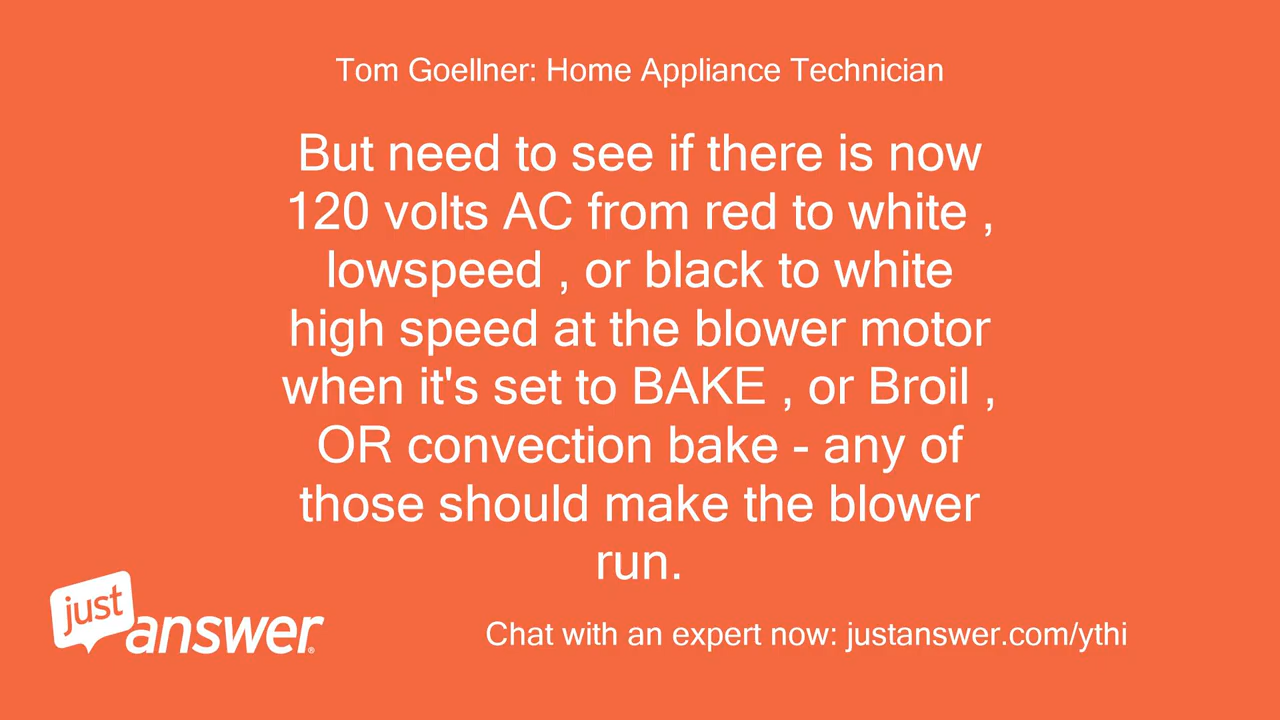 Tom Goellner: Home Appliance Technician
But need to see if there is now
120 volts AC from red to white ,
lowspeed , or black to white
high speed at the blower motor
when it's set to BAKE , or Broil ,
OR convection bake - any of
those should make the blower
run.
just
answer®
Chat with an expert now: justanswer.com/ythi